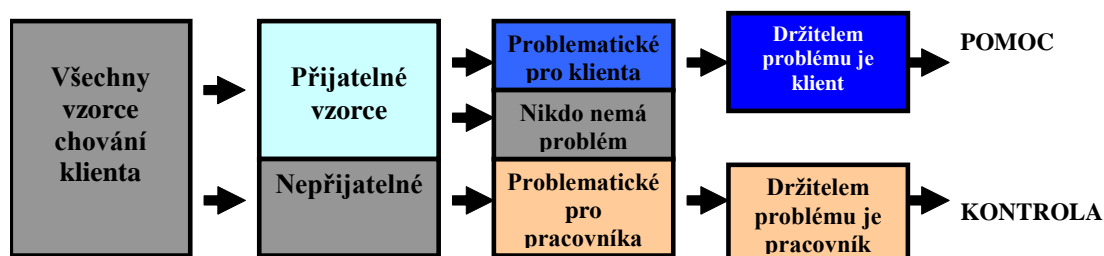 Všechny
vzorce
chování
klienta
Přijatelné
vzorce
Nepřijatelné
Problematické
pro klienta
Nikdo nemá
problém
Problematické
pro
pracovníka
Držitelem
problému je
klient
Držitelem
problému je
pracovník
POMOC
KONTROLA